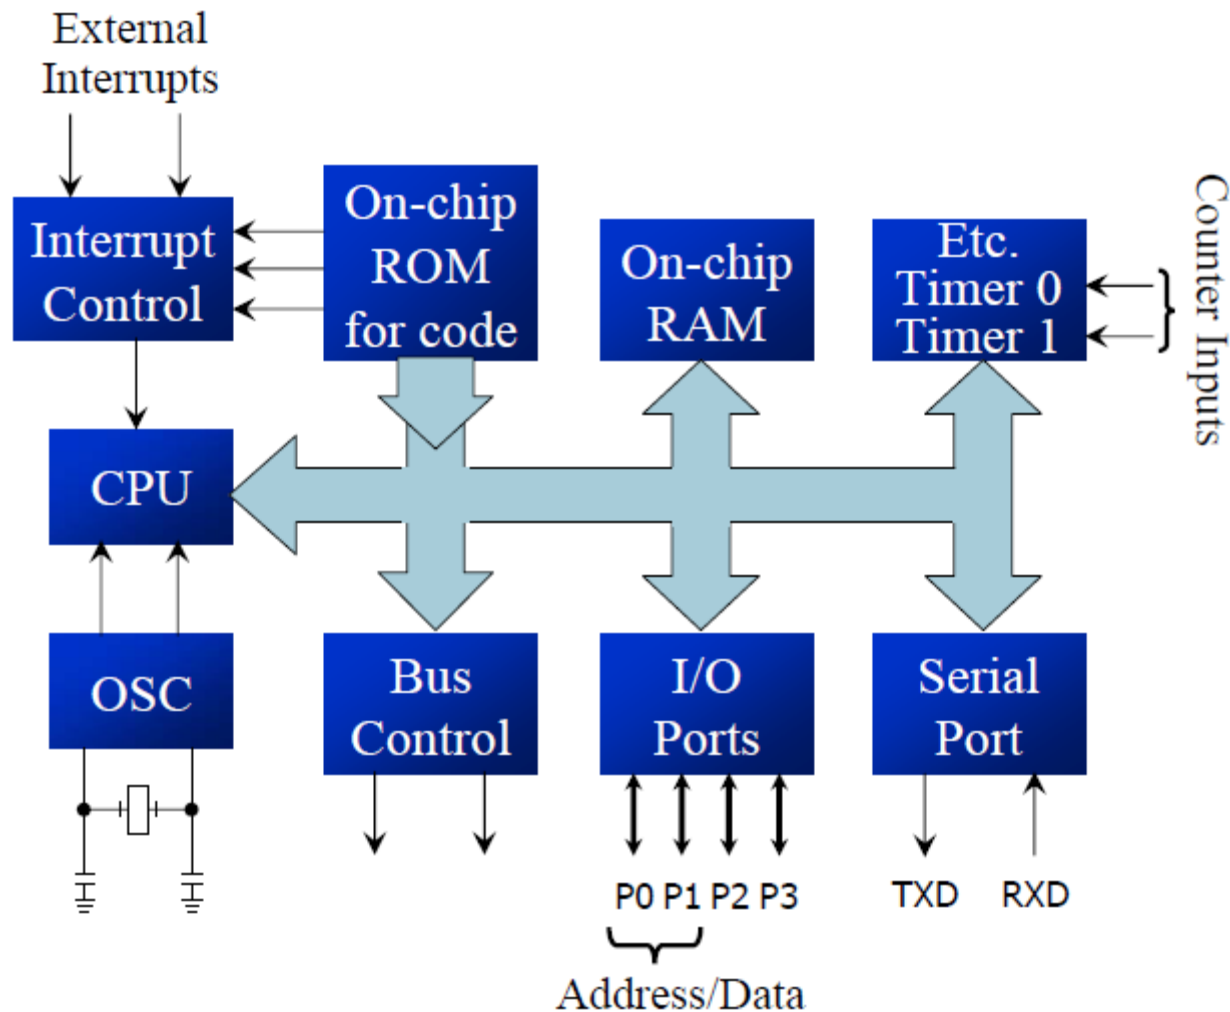 External
Interrupts
Interrupt
Control
On-chip
ROM
for code
On-chip
RAM
Etc.
Timer 0
Timer 1
Counter Inputs
CPU
OSC
Bus
Control
I/O
Ports
Serial
Port
P0 P1 P2 P3
TXD RXD
Address/Data